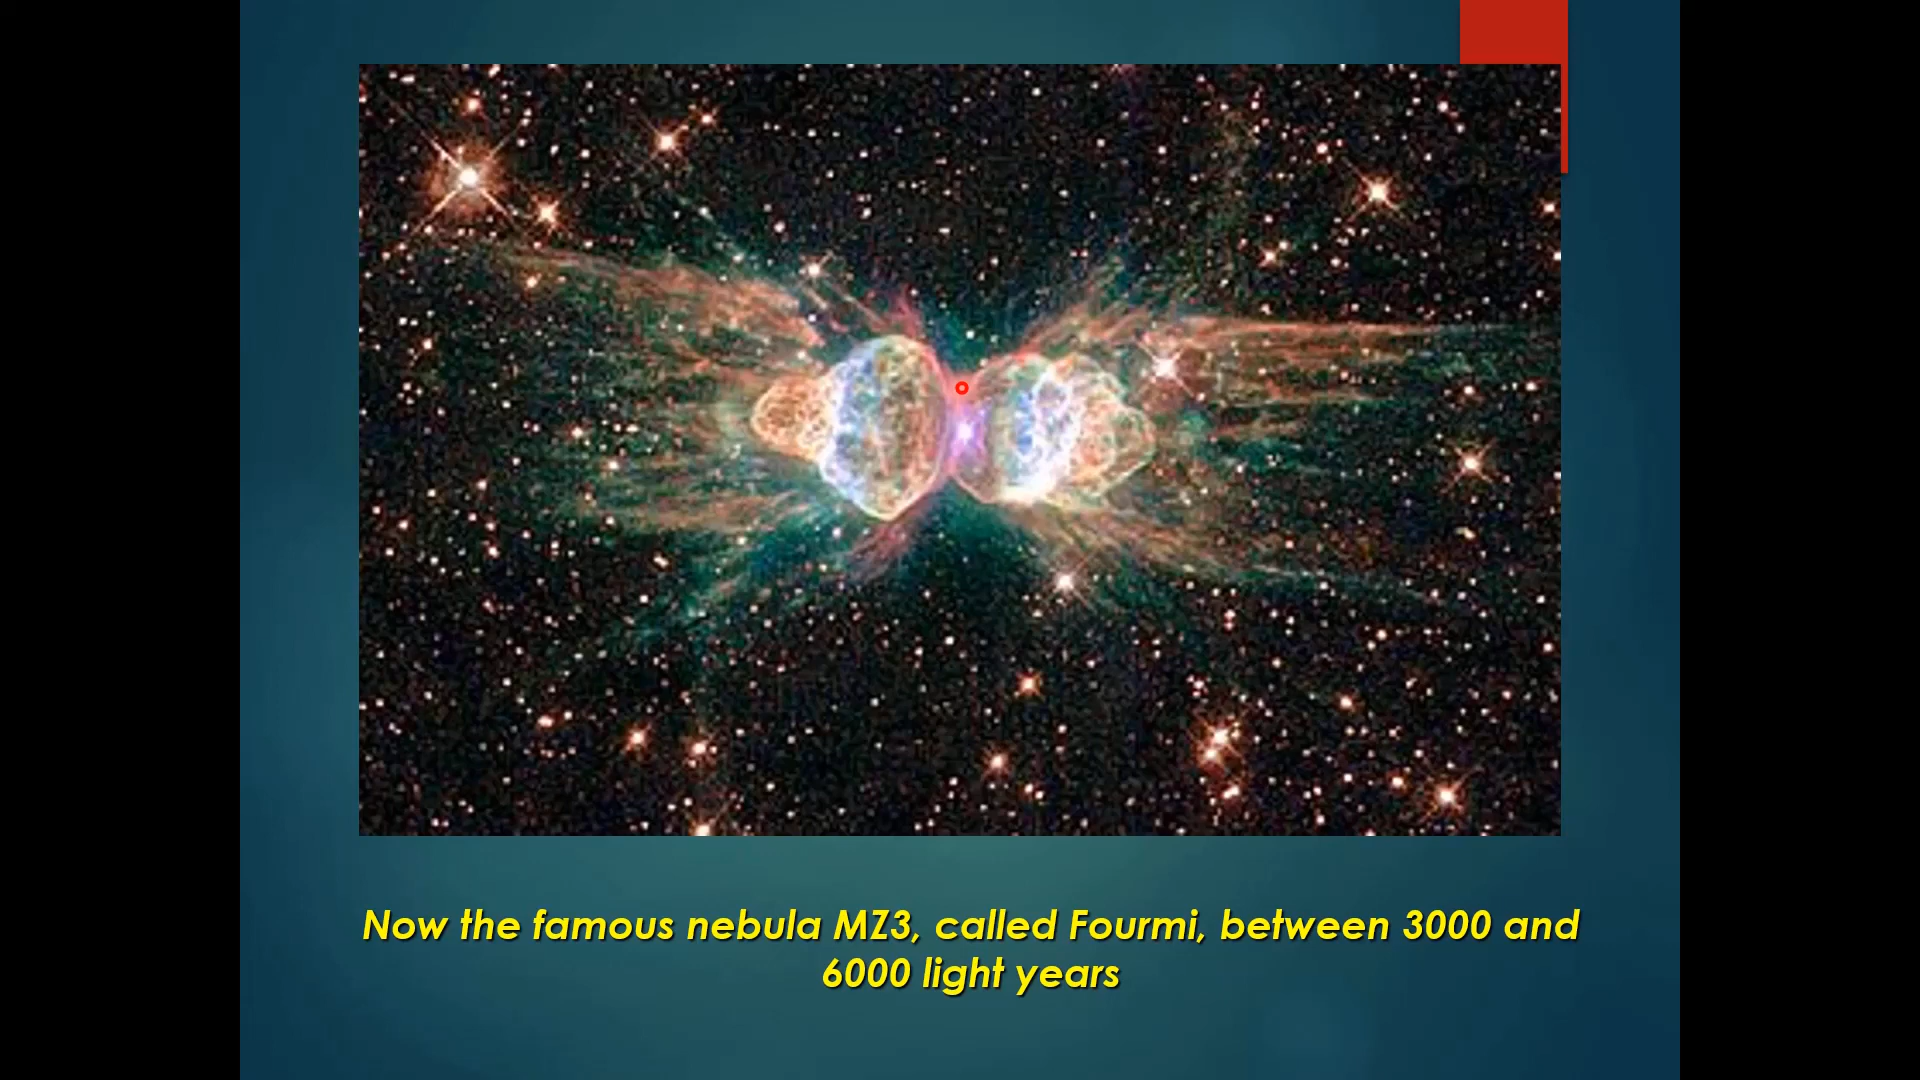 Now the famous nebula MZ3, called Fourmi, between 3000 and
6000 light years